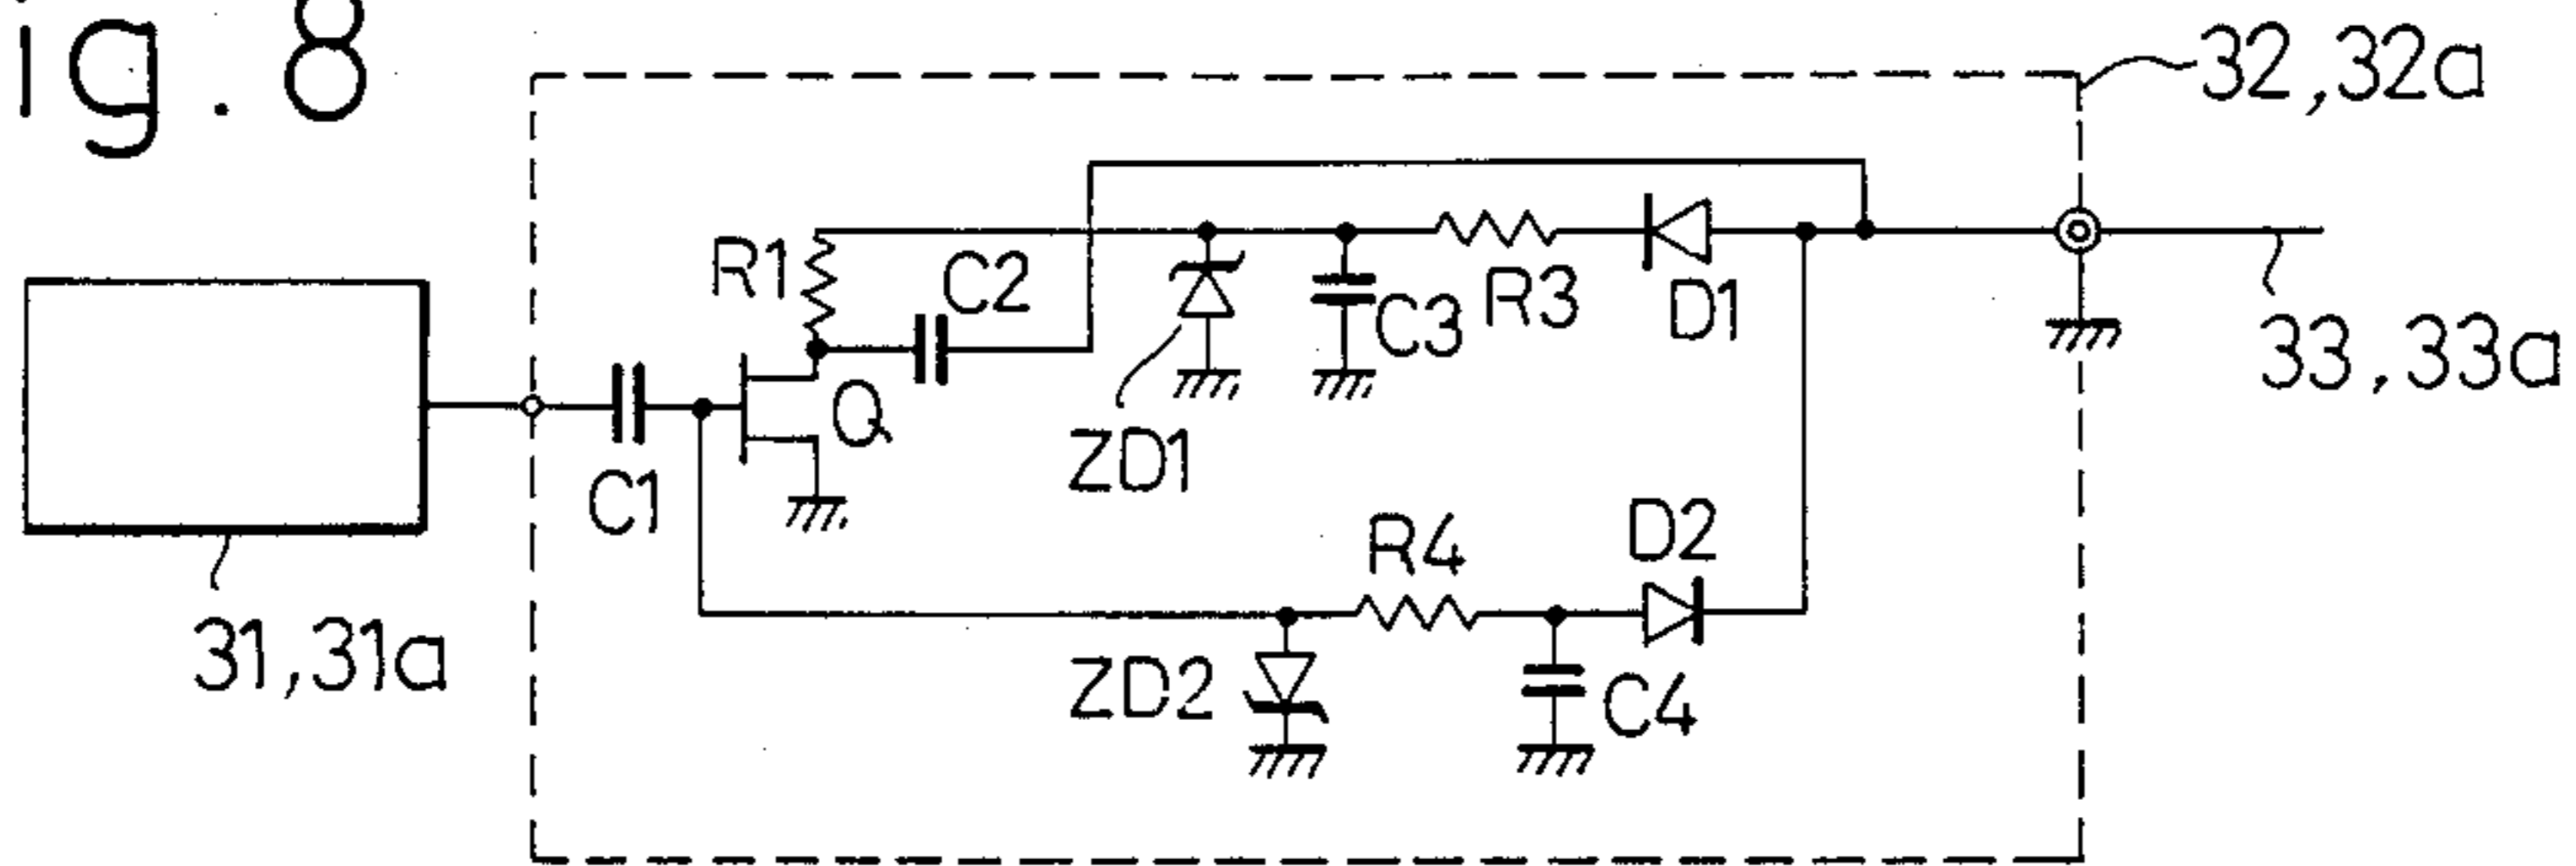 ig. 8
32, 32a
R1
C2
C3
R3
D1
33, 33a
Q
ZD1
C1
R4
D2
31, 31a
ZD2
C4